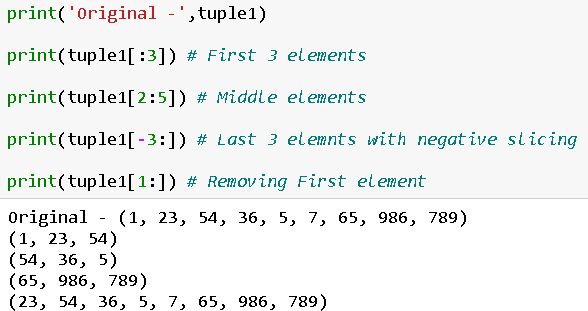 print('Original -',tuple1)
print(tuple1[:3]) # First 3 elements
print(tuple1[2:5]) # Middle elements
print(tuple1[-3:]) # Last 3 elemnts with negative slicing
print(tuple1[1:]) # Removing First element
Original - (1, 23, 54, 36, 5, 7, 65, 986, 789)
(1, 23, 54)
(54, 36, 5)
(65, 986, 789)
(23, 54, 36, 5, 7, 65, 986, 789)